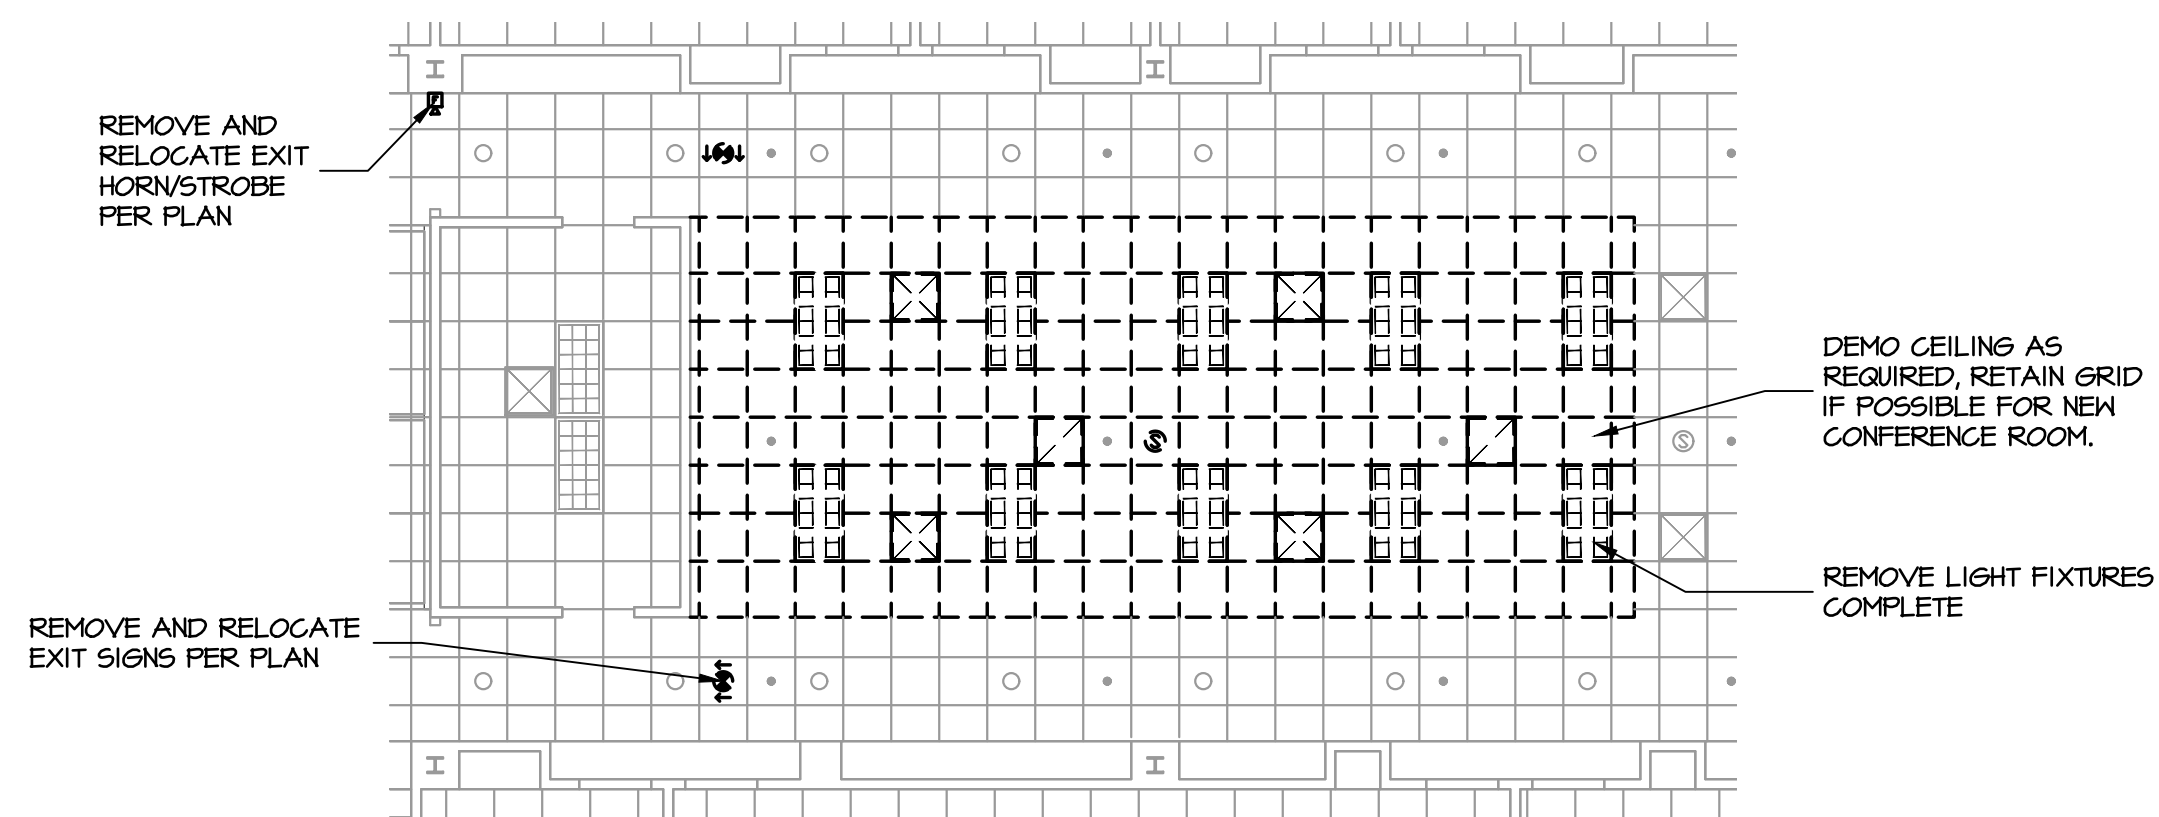 REMOVE AND
RELOCATE EXIT
HORN/STROBE
PER PLAN
DEMO CEILING AS
REQUIRED, RETAIN GRID
IF POSSIBLE FOR NEW
CONFERENCE ROOM.
REMOVE LIGHT FIXTURES
COMPLETE
REMOVE AND RELOCATE
EXIT SIGNS PER PLAN
S
S